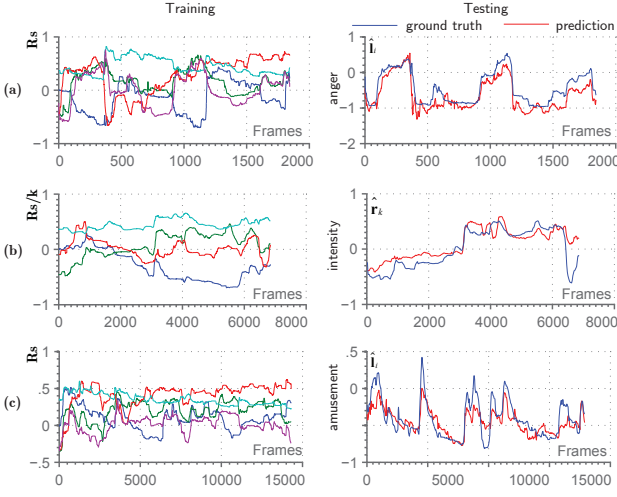 Training
Testing
ground truth
prediction
(a)
Rs
1
0
−1
0
500
1000
1500
2000
Frames
anger
l̂ᵢ
1
0
−1
−2
0
500
1000
1500
2000
Frames
(b)
Rs/k
1
0
−1
0
2000
4000
6000
8000
Frames
intensity
r̂ₖ
1
0
−1
0
2000
4000
6000
8000
Frames
(c)
Rs
1
.5
0
-.5
0
5000
10000
15000
Frames
amusement
l̂ᵢ
.5
0
−1
0
5000
10000
15000
Frames